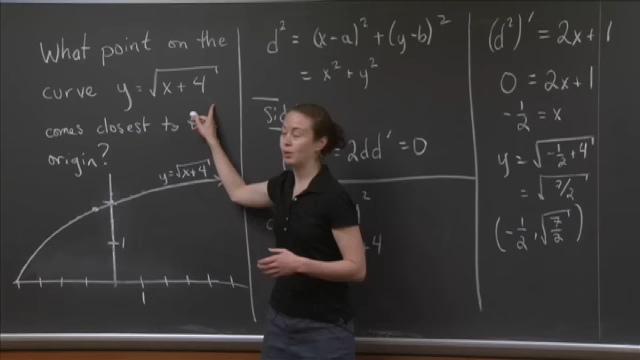 What point on the
curve y = √(x + 4)
comes closest to
origin?
y=√(x+4)
1
1
d² = (x-a)² + (y-b)²
= x² + y²
= 2dd' = 0
(d²)' = 2x + 1
0 = 2x + 1
-1/2 = x
y = √(-1/2 + 4)
= √(7/2)
(-1/2, √(7/2))